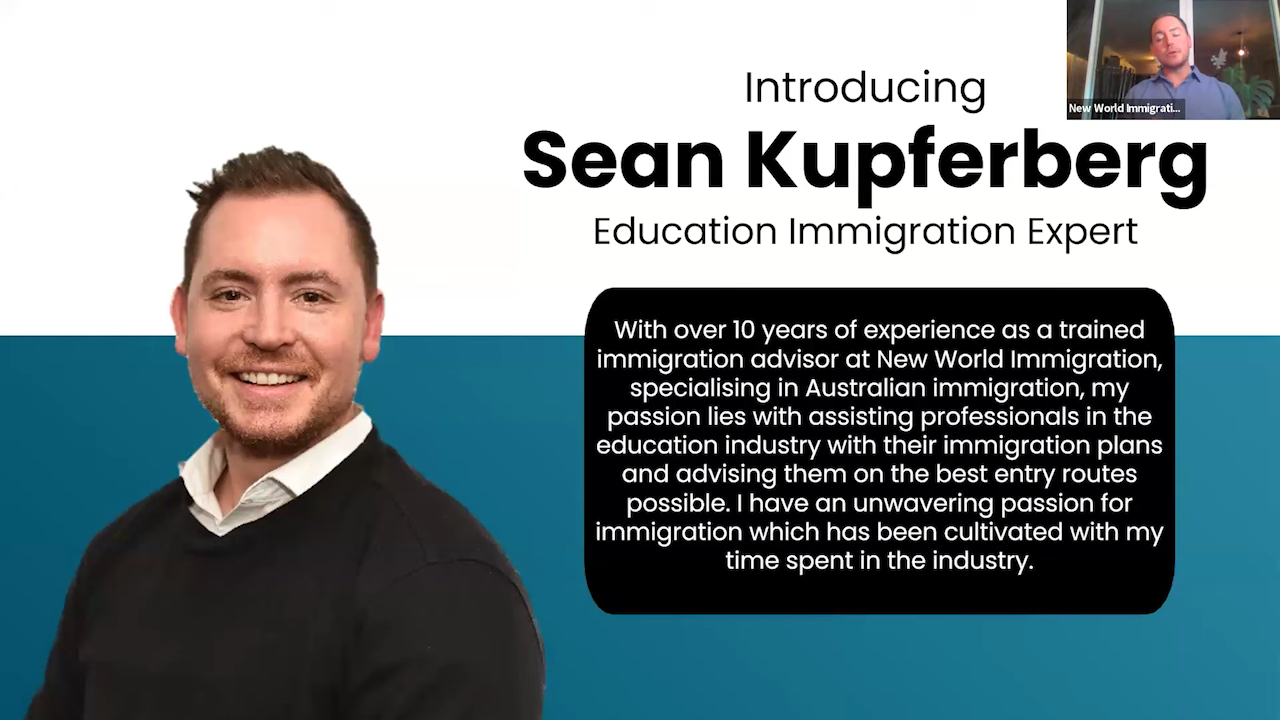 Introducing
Sean Kupferberg
Education Immigration Expert
New World Immigrati...
With over 10 years of experience as a trained
immigration advisor at New World Immigration,
specialising in Australian immigration, my
passion lies with assisting professionals in the
education industry with their immigration plans
and advising them on the best entry routes
possible. I have an unwavering passion for
immigration which has been cultivated with my
time spent in the industry.